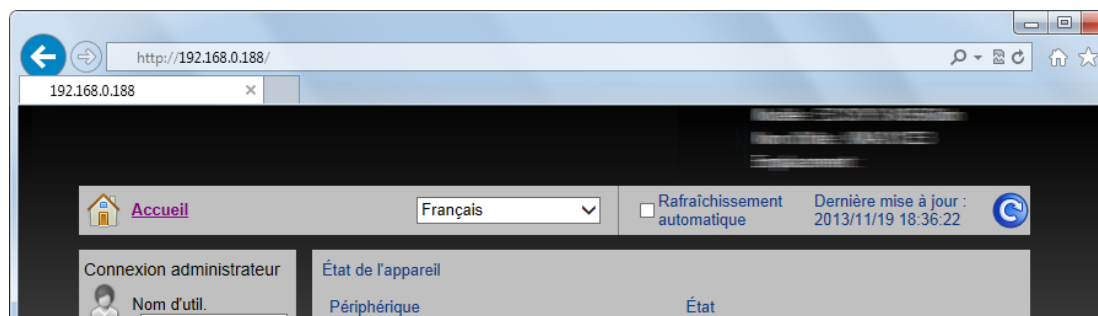 http://192.168.0.188/
192.168.0.188
Accueil
Français
Rafraîchissement
automatique
Dernière mise à jour :
2013/11/19 18:36:22
Connexion administrateur
Nom d'util.
État de l'appareil
Périphérique
État